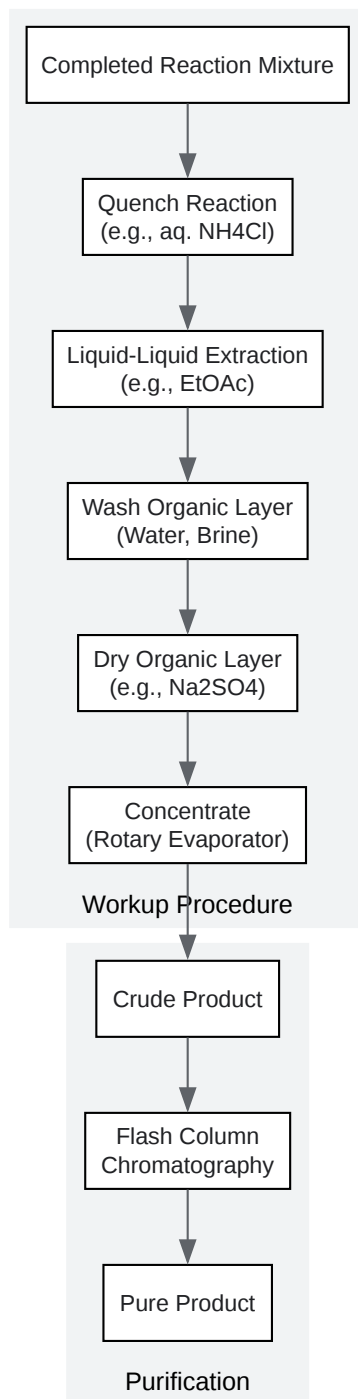 Completed Reaction Mixture
Quench Reaction
(e.g., aq. NH4Cl)
Liquid-Liquid Extraction
(e.g., EtOAc)
Wash Organic Layer
(Water, Brine)
Dry Organic Layer
(e.g., Na2SO4)
Concentrate
(Rotary Evaporator)
Workup Procedure
Crude Product
Flash Column
Chromatography
Pure Product
Purification